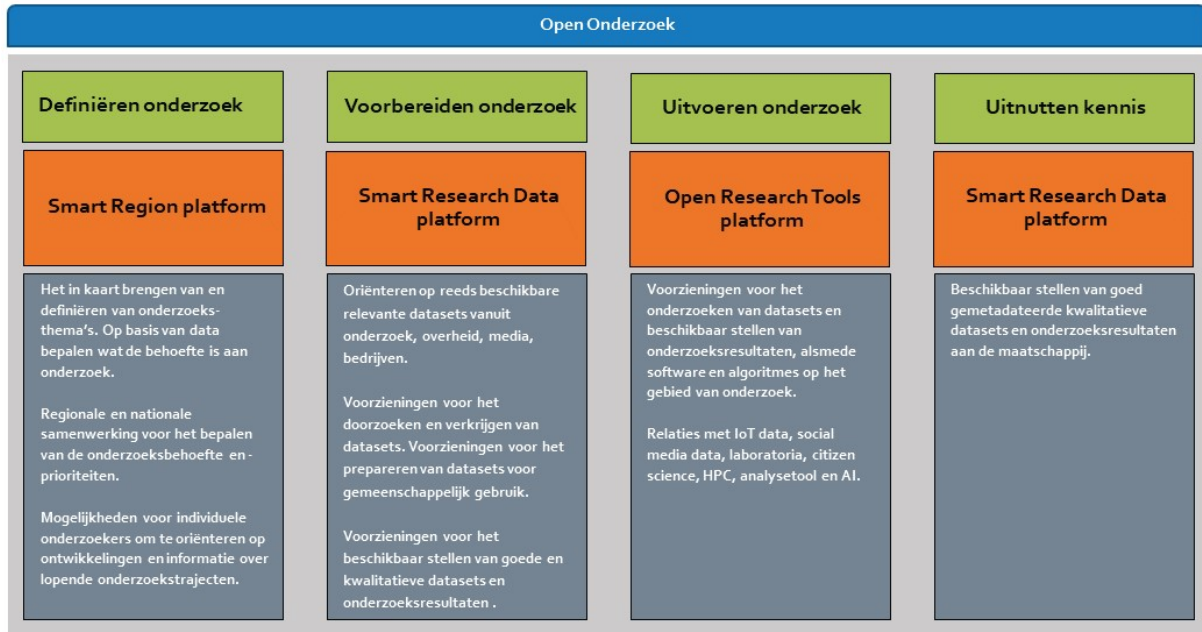 Open Onderzoek
Definiëren onderzoek
Smart Region platform
Het in kaart brengen van en
definiëren van onderzoeks-
thema's. Op basis van data
bepalen wat de behoefte is aan
onderzoek.
Regionale en nationale
samenwerking voor het bepalen
van de onderzoeksbehoefte en -
prioriteiten.
Mogelijkheden voor individuele
onderzoekers om te oriënteren op
ontwikkelingen en informatie over
lopende onderzoekstrajecten.
Voorbereiden onderzoek
Smart Research Data
platform
Oriënteren op reeds beschikbare
relevante datasets vanuit
onderzoek, overheid, media,
bedrijven.
Voorzieningen voor het
doorzoeken en verkrijgen van
datasets. Voorzieningen voor het
prepareren van datasets voor
gemeenschappelijk gebruik.
Voorzieningen voor het
beschikbaar stellen van goede en
kwalitatieve datasets en
onderzoeksresultaten .
Uitvoeren onderzoek
Open Research Tools
platform
Voorzieningen voor het
onderzoeken van datasets en
beschikbaar stellen van
onderzoeksresultaten, alsmede
software en algoritmes op het
gebied van onderzoek.
Relaties met IoT data, social
media data, laboratoria, citizen
science, HPC, analysetool en AI.
Uitnutten kennis
Smart Research Data
platform
Beschikbaar stellen van goed
gemetadateerde kwalitatieve
datasets en onderzoeksresultaten
aan de maatschappij.